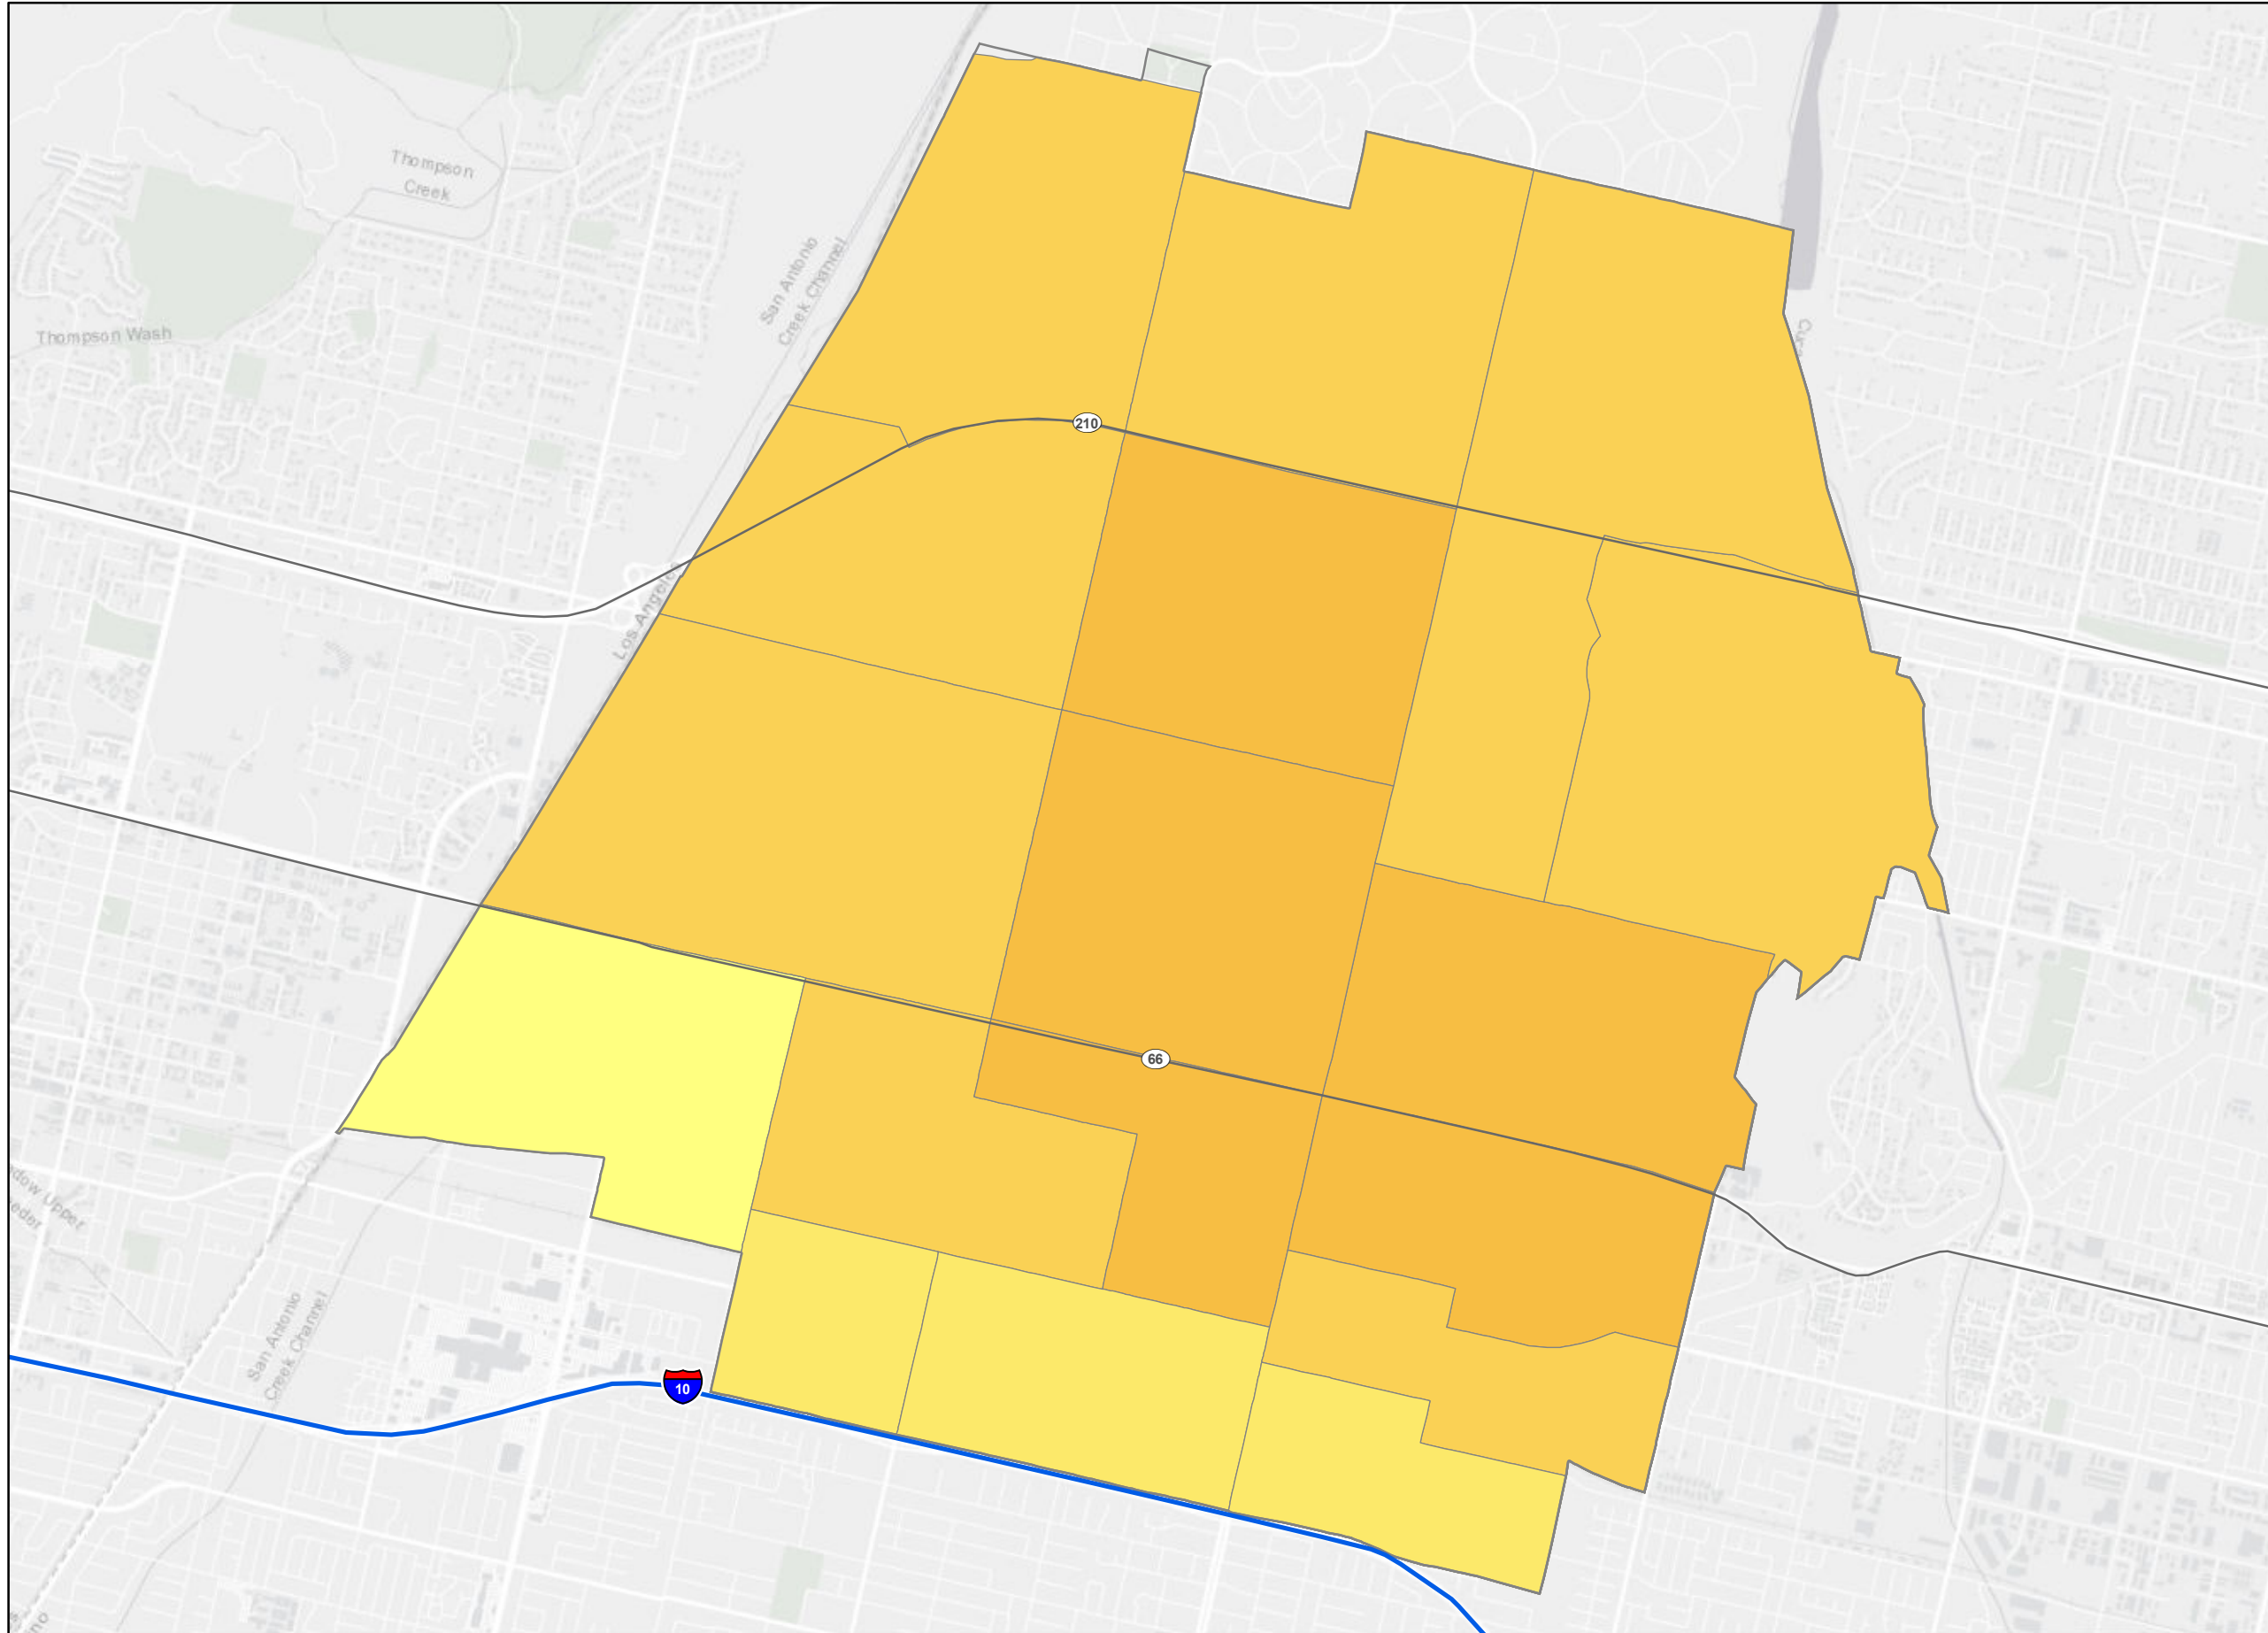 Thompson
Creek
San Antonio
Creek Channel
Thompson Wash
210
Los Angeles
66
San Antonio
Creek Channel
10